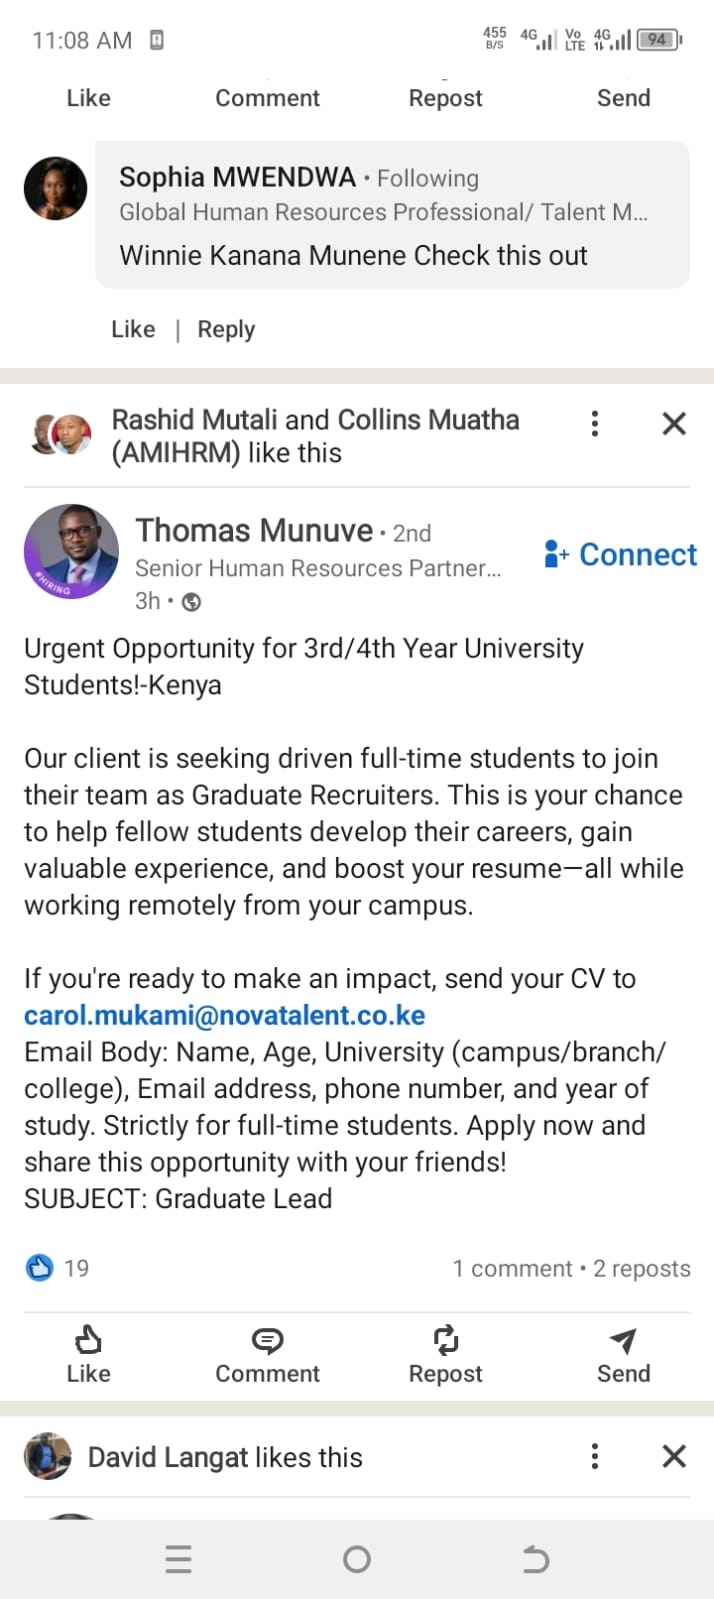 11:08 AM
455 B/S 4G Vo LTE 4G 94
Like Comment Repost Send
Sophia MWENDWA • Following
Global Human Resources Professional/ Talent M...
Winnie Kanana Munene Check this out
Like | Reply
Rashid Mutali and Collins Muatha
(AMIHRM) like this
#HIRING
Thomas Munuve • 2nd
Senior Human Resources Partner...
3h •
Connect
Urgent Opportunity for 3rd/4th Year University
Students!-Kenya
Our client is seeking driven full-time students to join
their team as Graduate Recruiters. This is your chance
to help fellow students develop their careers, gain
valuable experience, and boost your resume—all while
working remotely from your campus.
If you're ready to make an impact, send your CV to
carol.mukami@novatalent.co.ke
Email Body: Name, Age, University (campus/branch/
college), Email address, phone number, and year of
study. Strictly for full-time students. Apply now and
share this opportunity with your friends!
SUBJECT: Graduate Lead
19
1 comment • 2 reposts
Like Comment Repost Send
David Langat likes this